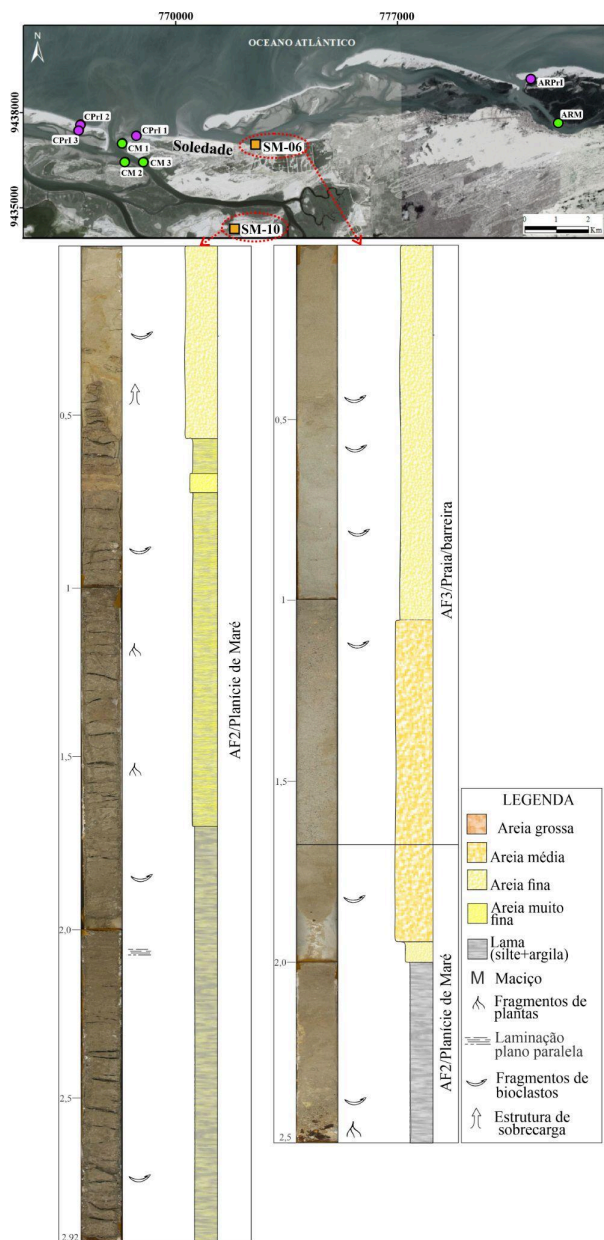 770000
777000
N
OCEANO ATLÂNTICO
9438000
9435000
CPrI 2
CPrI 3
CPrI 1
CM 1
CM 2
CM 3
Soledade
SM-06
SM-10
ARPrI
ARM
0 1 2
Km
0,5
1
1,5
2,0
2,5
2,92
AF2/Planície de Maré
0,5
1
1,5
2,0
2,5
AF3/Praia/barreira
AF2/Planície de Maré
LEGENDA
Areia grossa
Areia média
Areia fina
Areia muito
fina
Lama
(silte+argila)
M Maciço
Fragmentos de
plantas
Laminação
plano paralela
Fragmentos de
bioclastos
Estrutura de
sobrecarga